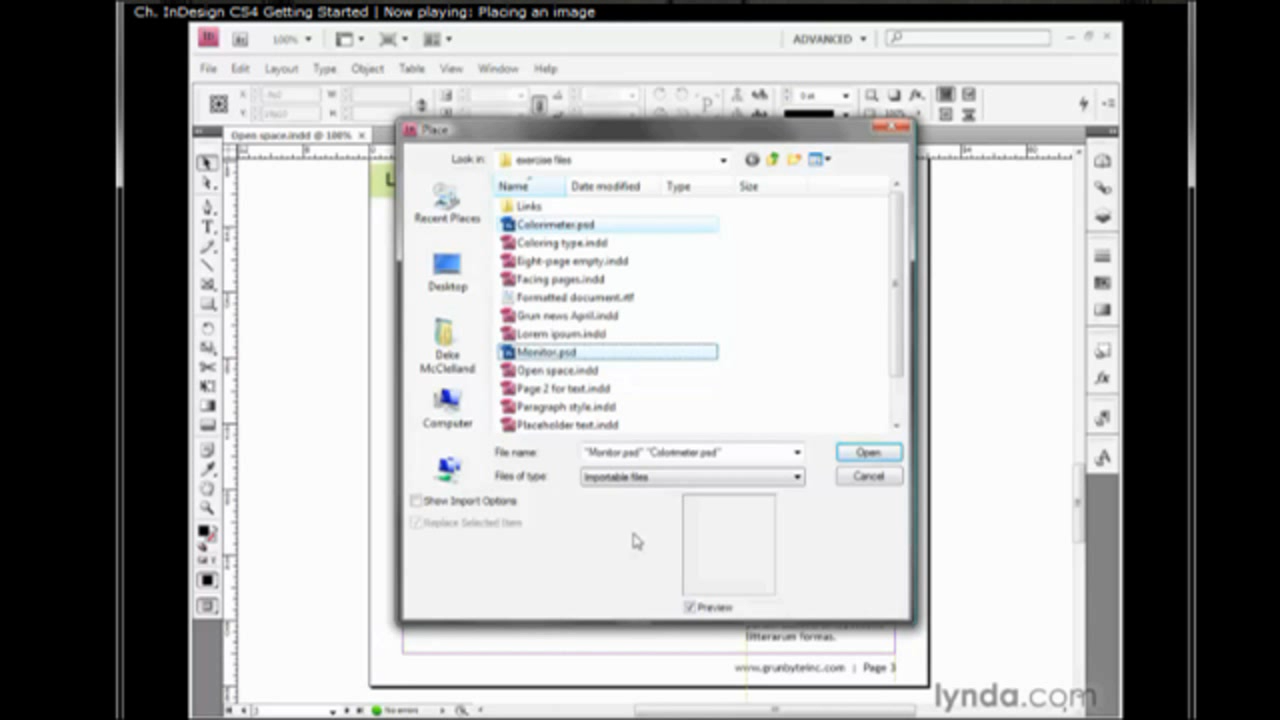 Ch. InDesign CS4 Getting Started | Now playing: Placing an image
100%
ADVANCED
File Edit Layout Type Object Table View Window Help
Open space.indd @ 100%
Place
Look in: exercise files
Name Date modified Type Size
Recent Places
Desktop
Deke
McClelland
Computer
Links
Colorimeter.psd
Coloring type.indd
Eight-page empty.indd
Facing pages.indd
Formatted document.rtf
Grun news April.indd
Lorem ipsum.indd
Monitor.psd
Open space.indd
Page 2 for text.indd
Paragraph style.indd
Placeholder text.indd
File name: "Monitor.psd" "Colorimeter.psd" Open
Files of type: Importable files Cancel
Show Import Options
Replace Selected Item
Preview
litterarum formas.
www.grunbyteinc.com | Page 3
No errors
lynda.com